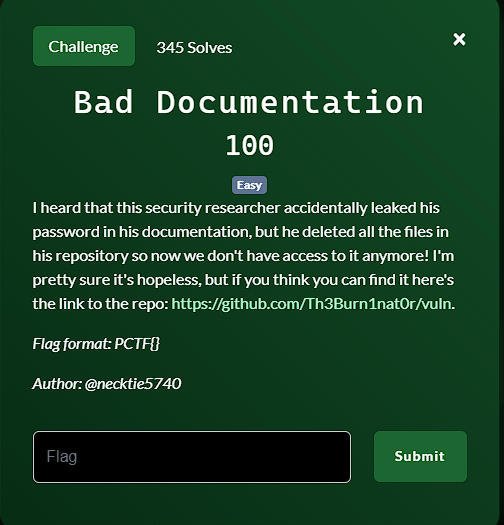 Challenge
345 Solves
×
Bad Documentation
100
Easy
I heard that this security researcher accidentally leaked his
password in his documentation, but he deleted all the files in
his repository so now we don't have access to it anymore! I'm
pretty sure it's hopeless, but if you think you can find it here's
the link to the repo: https://github.com/Th3Burn1nat0r/vuln.
Flag format: PCTF{}
Author: @necktie5740
Flag
Submit